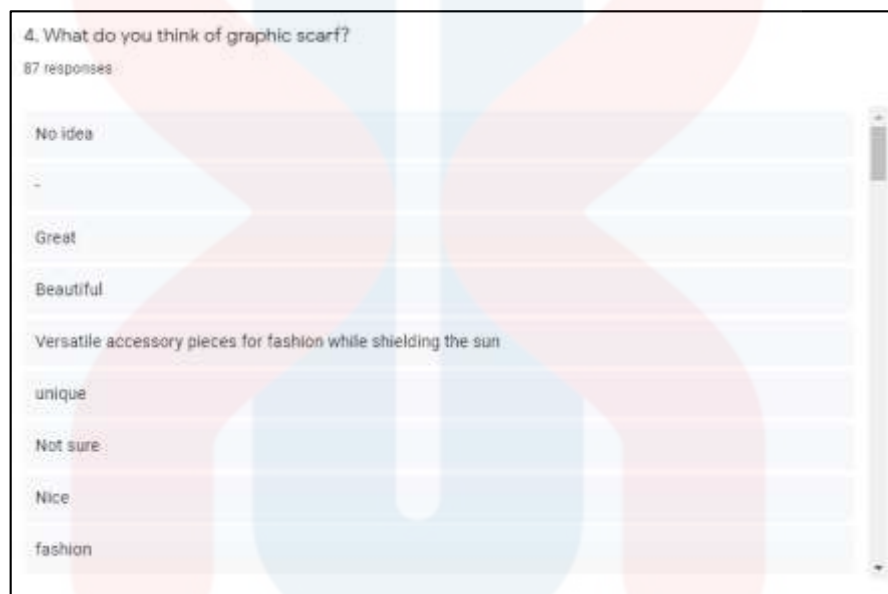 4. What do you think of graphic scarf?
87 responses
No idea
-
Great
Beautiful
Versatile accessory pieces for fashion while shielding the sun
unique
Not sure
Nice
fashion